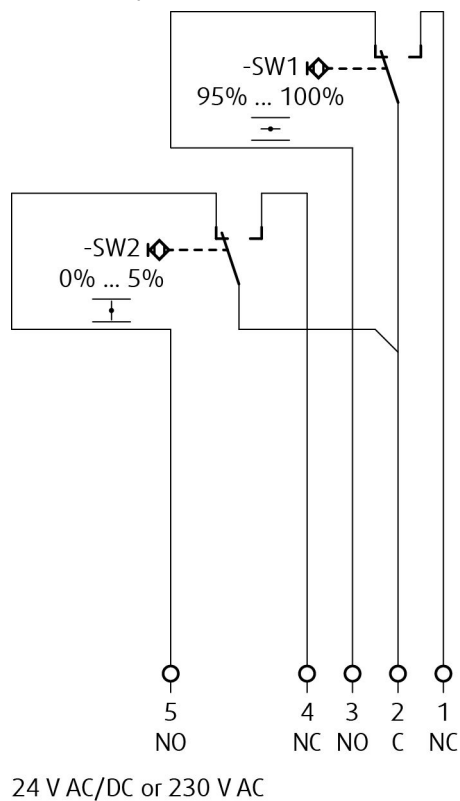 -SW1
95% ... 100%
-SW2
0% ... 5%
5 4 3 2 1
NO NC NO C NC
24 V AC/DC or 230 V AC